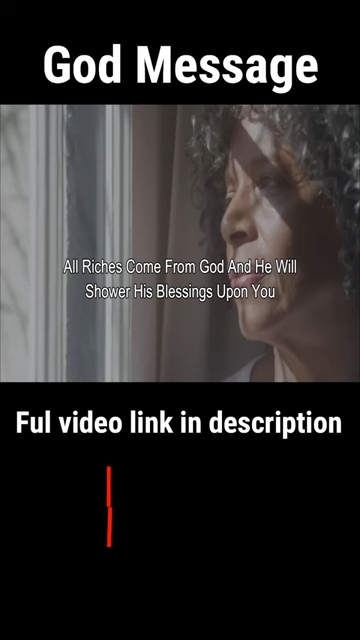 God Message
All Riches Come From God And He Will
Shower His Blessings Upon You
Ful video link in description